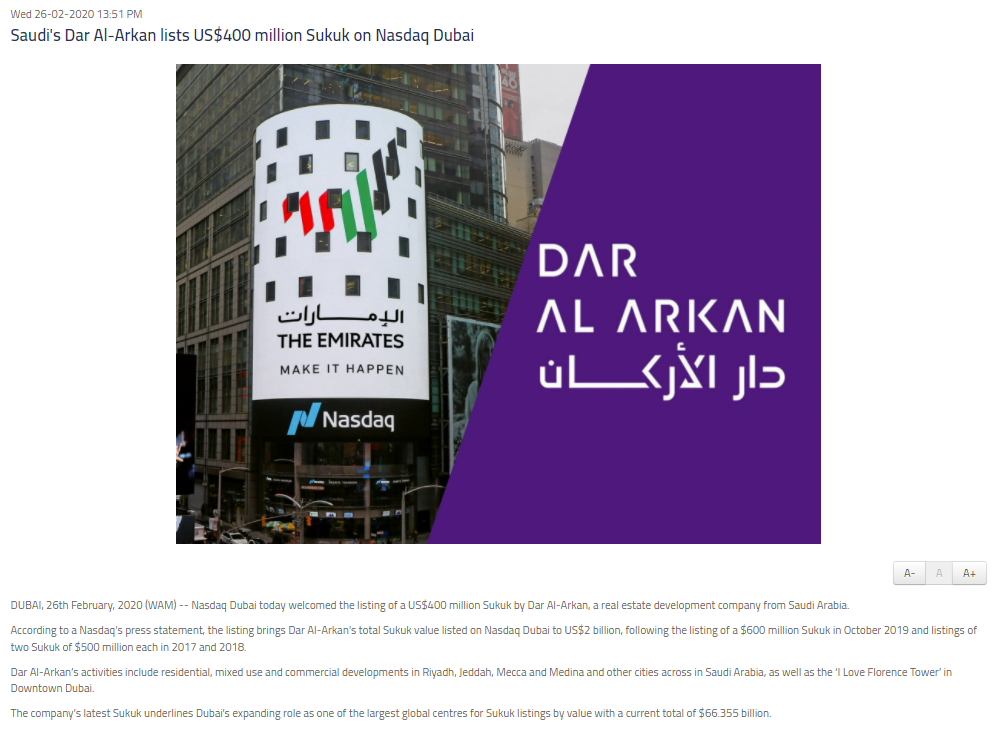 Wed 26-02-2020 13:51 PM
Saudi's Dar Al-Arkan lists US$400 million Sukuk on Nasdaq Dubai
الإمارات
THE EMIRATES
MAKE IT HAPPEN
Nasdaq
DAR
AL ARKAN
دار الأركان
A- A A+
DUBAI, 26th February, 2020 (WAM) -- Nasdaq Dubai today welcomed the listing of a US$400 million Sukuk by Dar Al-Arkan, a real estate development company from Saudi Arabia.
According to a Nasdaq's press statement, the listing brings Dar Al-Arkan's total Sukuk value listed on Nasdaq Dubai to US$2 billion, following the listing of a $600 million Sukuk in October 2019 and listings of
two Sukuk of $500 million each in 2017 and 2018.
Dar Al-Arkan's activities include residential, mixed use and commercial developments in Riyadh, Jeddah, Mecca and Medina and other cities across in Saudi Arabia, as well as the 'I Love Florence Tower' in
Downtown Dubai.
The company's latest Sukuk underlines Dubai's expanding role as one of the largest global centres for Sukuk listings by value with a current total of $66.355 billion.